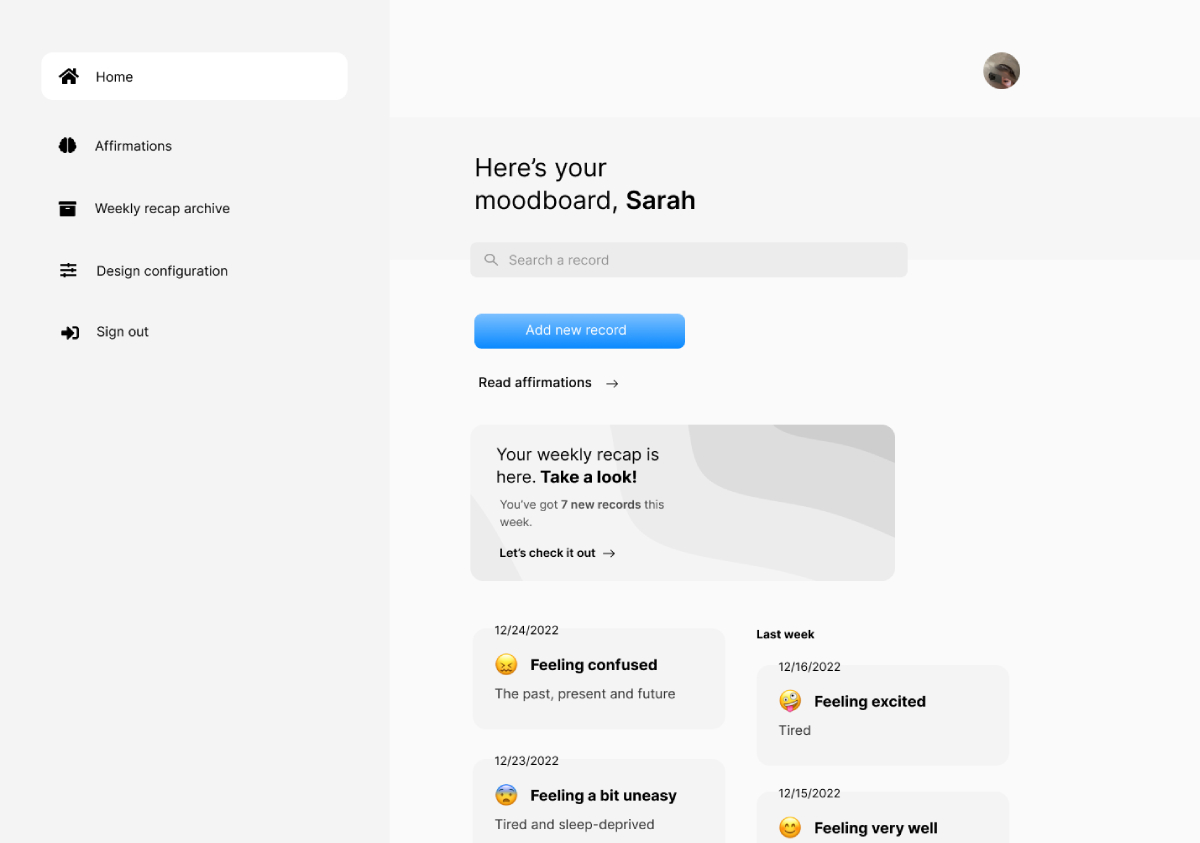 Home
Affirmations
Weekly recap archive
Design configuration
Sign out
Here’s your
moodboard, Sarah
Search a record
Add new record
Read affirmations
Your weekly recap is
here. Take a look!
You’ve got 7 new records this
week.
Let’s check it out
12/24/2022
Feeling confused
The past, present and future
12/23/2022
Feeling a bit uneasy
Tired and sleep-deprived
Last week
12/16/2022
Feeling excited
Tired
12/15/2022
Feeling very well